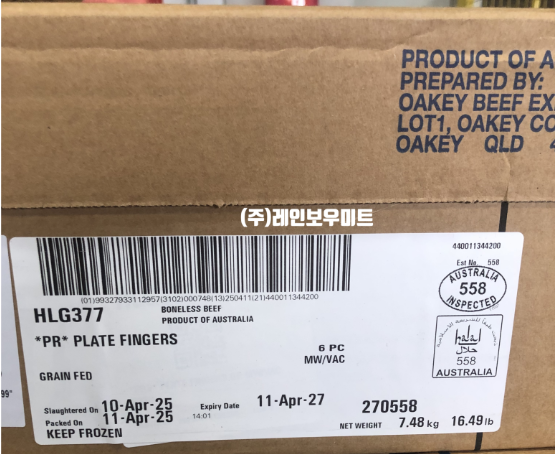 PRODUCT OF A
PREPARED BY:
OAKEY BEEF EX
LOT1, OAKEY CO
OAKEY QLD 4
(주)레인보우미트
440011344200
Est No. 558
(01)99327933112957(3102)000748(13)250411(21)440011344200
AUSTRALIA
558
INSPECTED
HLG377
BONELESS BEEF
PRODUCT OF AUSTRALIA
*PR* PLATE FINGERS
6 PC
MW/VAC
halal
حلال
558
AUSTRALIA
GRAIN FED
99°
Slaughtered On 10-Apr-25
Expiry Date 11-Apr-27
270558
Packed On 11-Apr-25
14:01
NET WEIGHT 7.48 kg 16.49 lb
KEEP FROZEN